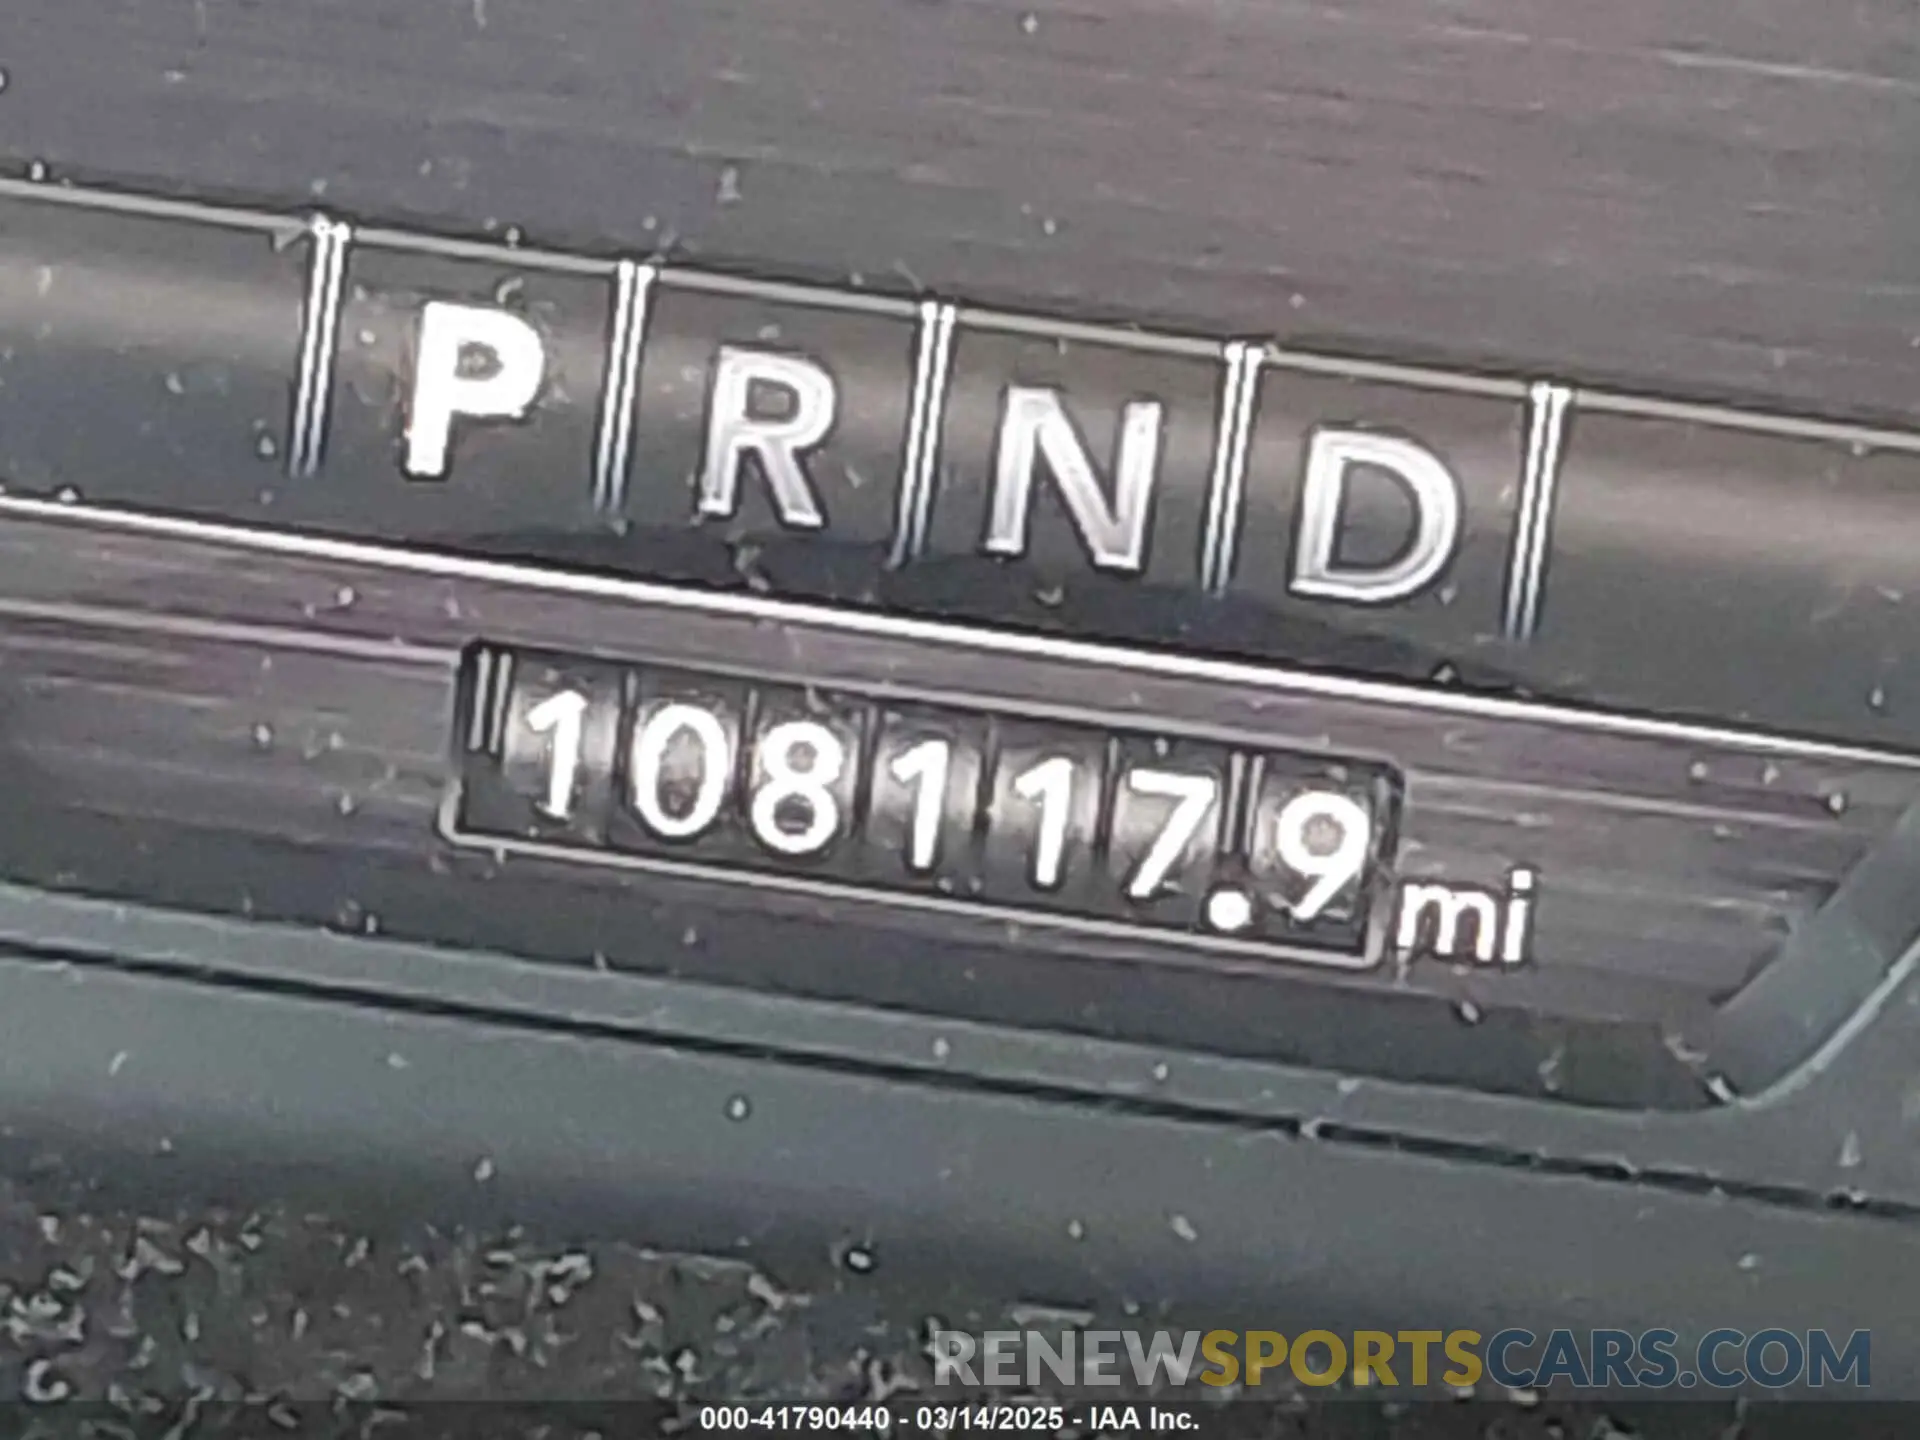 P R N D
108117.9 mi
RENEWSPORTSCARS.COM
000-41790440 - 03/14/2025 - IAA Inc.